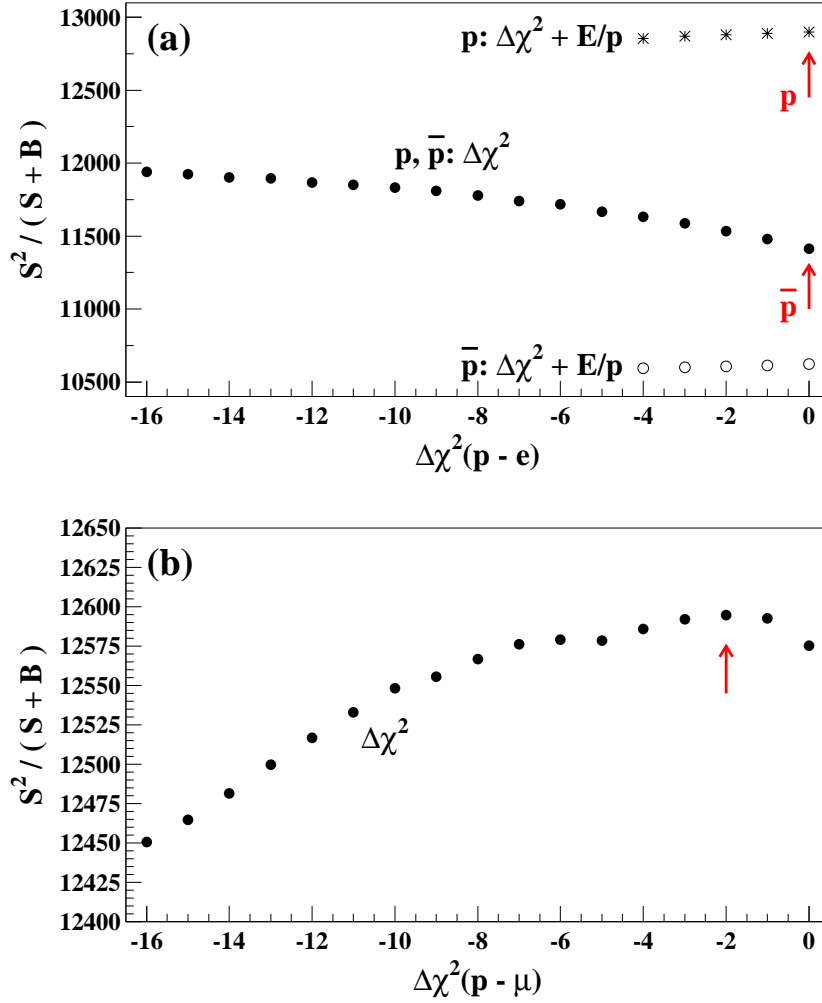 (a)
p: Δχ² + E/p
p
p, p̅: Δχ²
p̅
p̅: Δχ² + E/p
13000
12500
12000
11500
11000
10500
S² / ( S + B )
-16 -14 -12 -10 -8 -6 -4 -2 0
Δχ²(p - e)
(b)
Δχ²
12650
12625
12600
12575
12550
12525
12500
12475
12450
12425
12400
S² / ( S + B )
-16 -14 -12 -10 -8 -6 -4 -2 0
Δχ²(p - μ)